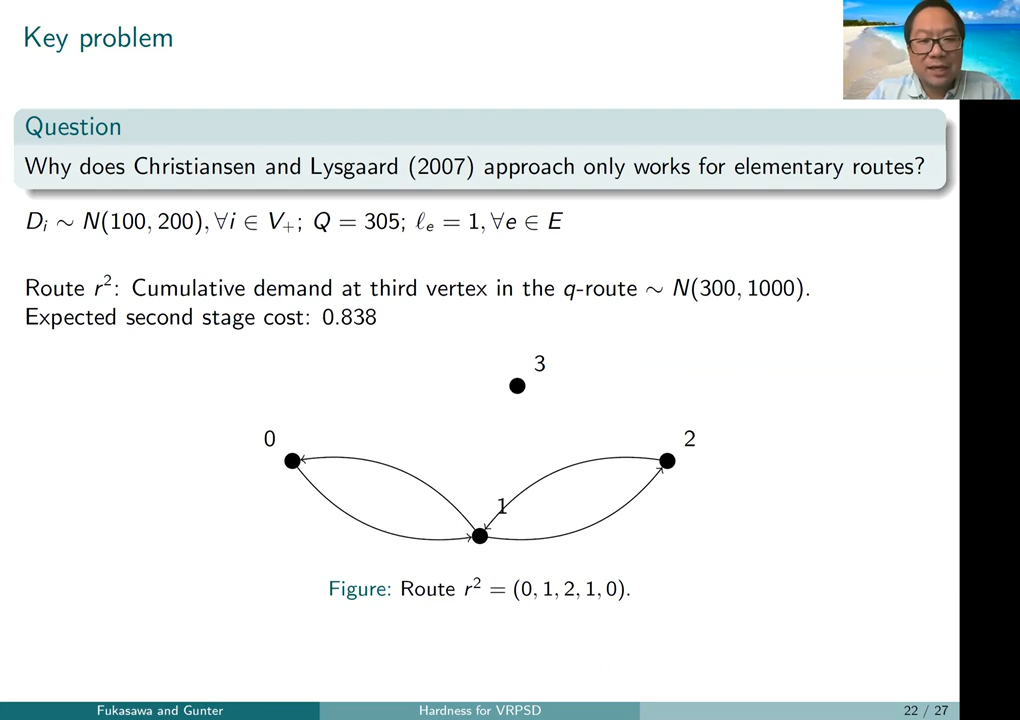 Key problem
Question
Why does Christiansen and Lysgaard (2007) approach only works for elementary routes?
D_i ∼ N(100, 200), ∀i ∈ V_+; Q = 305; ℓ_e = 1, ∀e ∈ E
Route r²: Cumulative demand at third vertex in the q-route ∼ N(300, 1000).
Expected second stage cost: 0.838
3
0
2
1
Figure: Route r² = (0, 1, 2, 1, 0).
Fukasawa and Gunter
Hardness for VRPSD
22 / 27